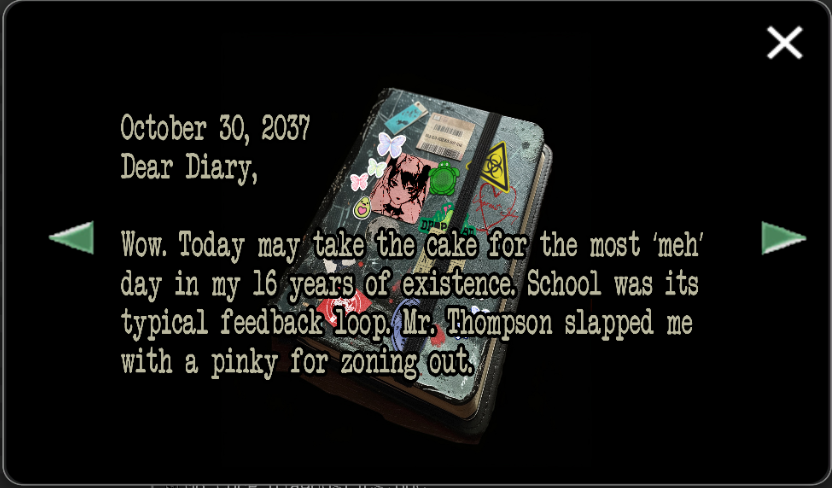 October 30, 2037
Dear Diary,
Wow. Today may take the cake for the most 'meh'
day in my 16 years of existence. School was its
typical feedback loop. Mr. Thompson slapped me
with a pinky for zoning out.